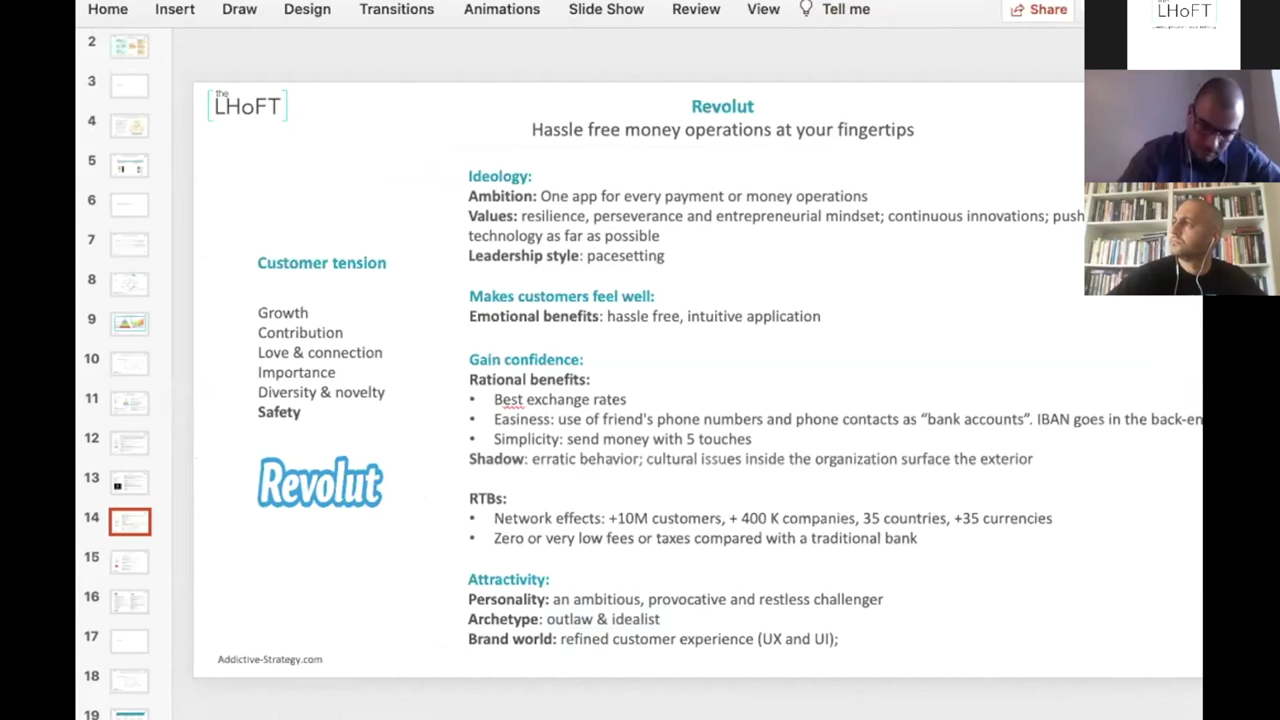 Home Insert Draw Design Transitions Animations Slide Show Review View Tell me Share
the
LHoFT
2
3
4
5
6
7
8
9
10
11
12
13
14
15
16
17
18
19
the
LHoFT
Revolut
Hassle free money operations at your fingertips
Customer tension
Growth
Contribution
Love & connection
Importance
Diversity & novelty
Safety
Revolut
Ideology:
Ambition: One app for every payment or money operations
Values: resilience, perseverance and entrepreneurial mindset; continuous innovations; push
technology as far as possible
Leadership style: pacesetting
Makes customers feel well:
Emotional benefits: hassle free, intuitive application
Gain confidence:
Rational benefits:
• Best exchange rates
• Easiness: use of friend's phone numbers and phone contacts as “bank accounts”. IBAN goes in the back-en
• Simplicity: send money with 5 touches
Shadow: erratic behavior; cultural issues inside the organization surface the exterior
RTBs:
• Network effects: +10M customers, + 400 K companies, 35 countries, +35 currencies
• Zero or very low fees or taxes compared with a traditional bank
Attractivity:
Personality: an ambitious, provocative and restless challenger
Archetype: outlaw & idealist
Brand world: refined customer experience (UX and UI);
Addictive-Strategy.com